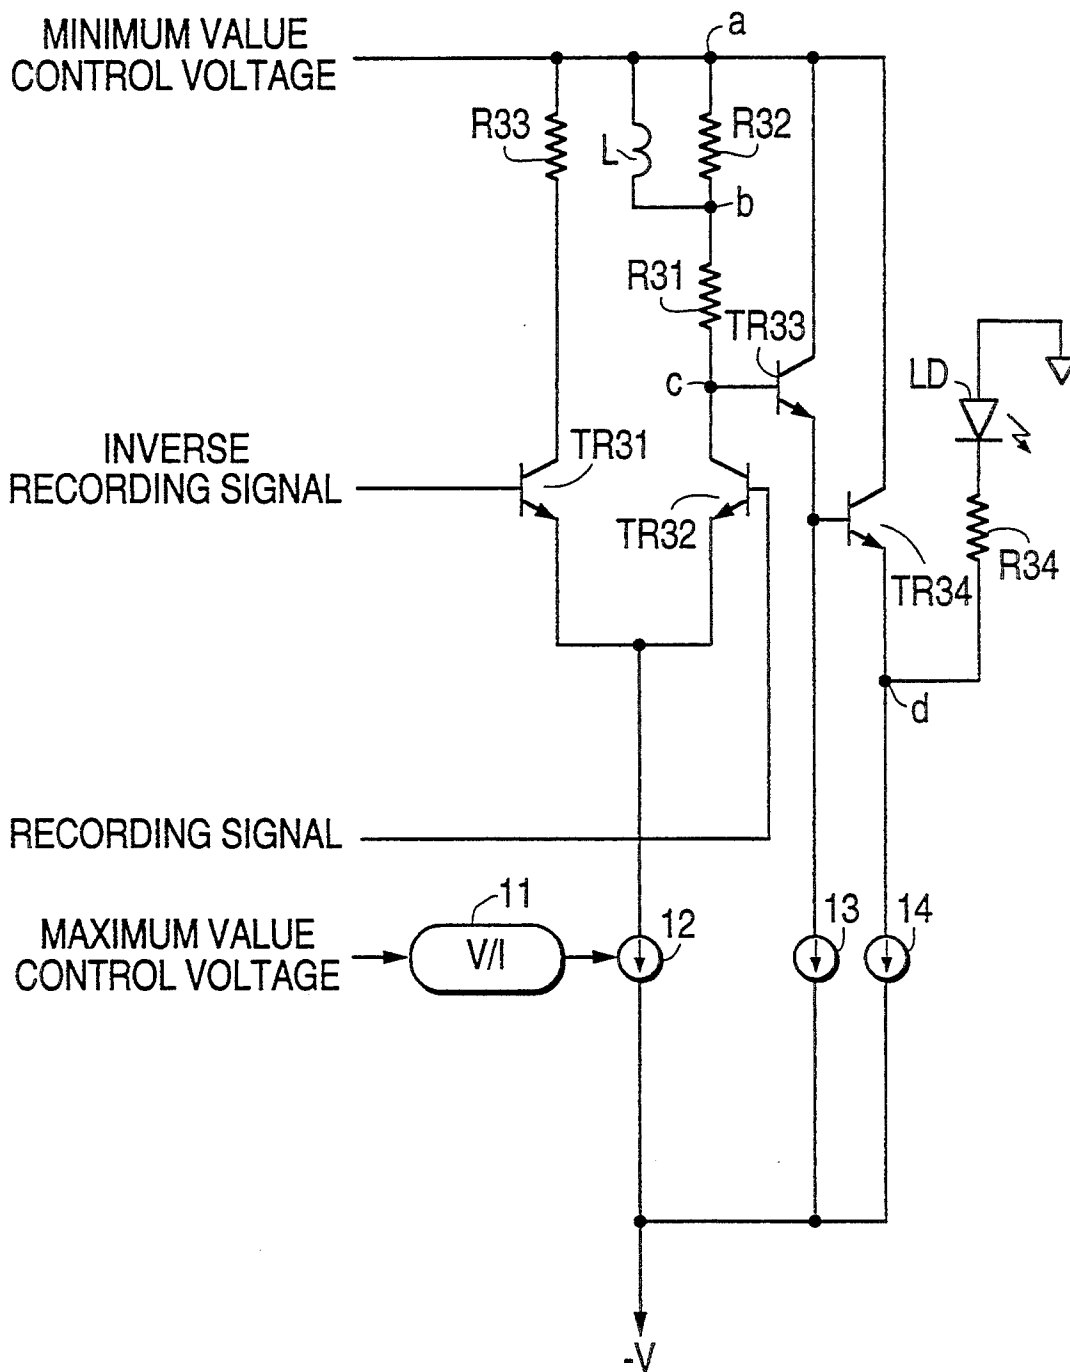 a
MINIMUM VALUE
CONTROL VOLTAGE
R33
L
R32
b
R31
TR33
c
LD
INVERSE
RECORDING SIGNAL
TR31
TR32
R34
TR34
d
RECORDING SIGNAL
11
12
13
14
MAXIMUM VALUE
CONTROL VOLTAGE
V/I
-V